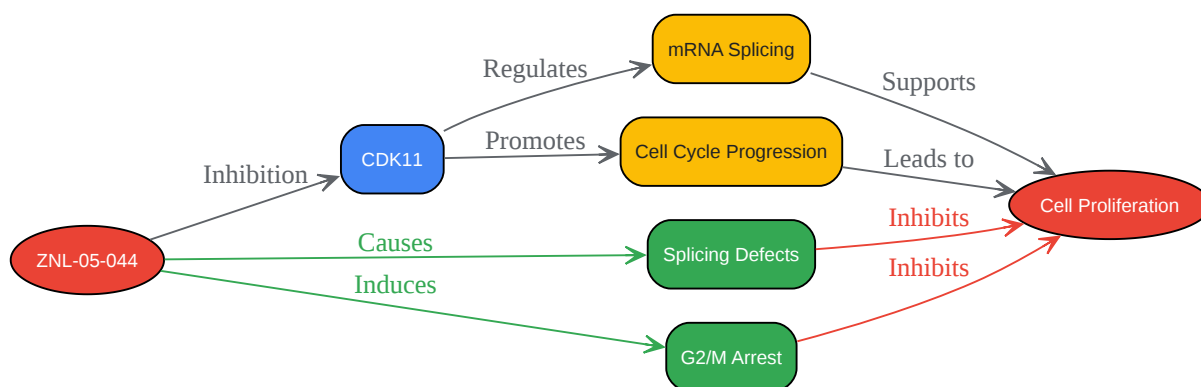 mRNA Splicing
Regulates
Supports
Promotes
Cell Cycle Progression
CDK11
Leads to
Inhibition
Cell Proliferation
Inhibits
Causes
Splicing Defects
ZNL-05-044
Inhibits
Induces
G2/M Arrest